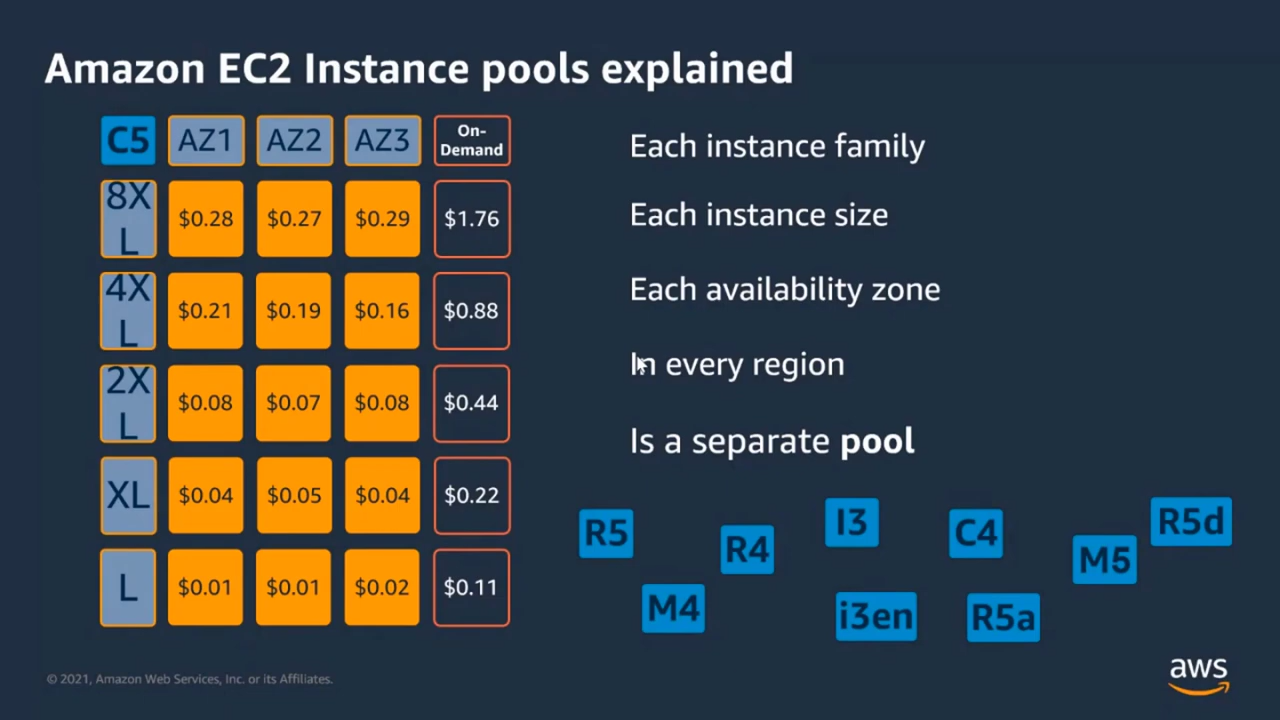 Amazon EC2 Instance pools explained
C5 AZ1 AZ2 AZ3 On-
Demand
8X
L $0.28 $0.27 $0.29 $1.76
4X
L $0.21 $0.19 $0.16 $0.88
2X
L $0.08 $0.07 $0.08 $0.44
XL $0.04 $0.05 $0.04 $0.22
L $0.01 $0.01 $0.02 $0.11
Each instance family
Each instance size
Each availability zone
In every region
Is a separate pool
R5 R4 I3 C4 M5 R5d
M4 i3en R5a
© 2021, Amazon Web Services, Inc. or its Affiliates.
aws